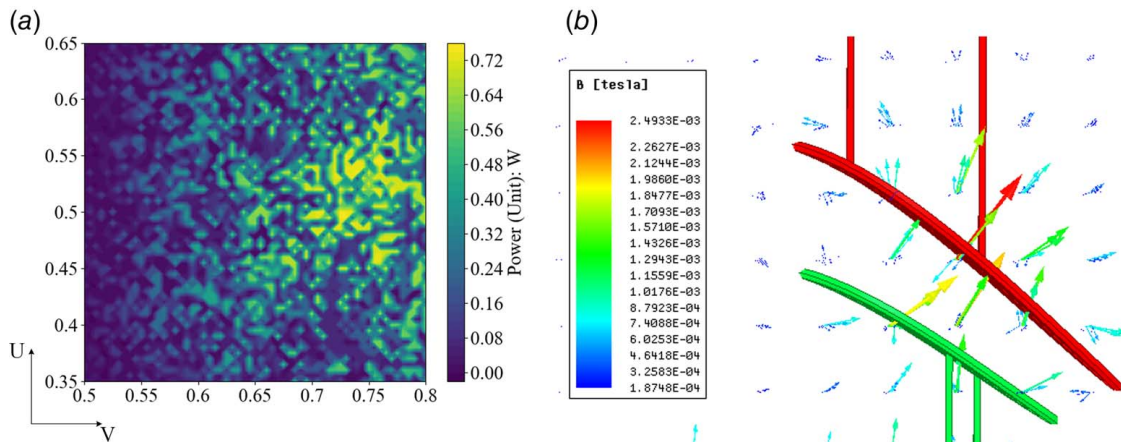 (a)
0.65
0.6
0.55
0.5
0.45
0.4
0.35
0.5 0.55 0.6 0.65 0.7 0.75 0.8
U
V
0.72
0.64
0.56
0.48
0.40
0.32
0.24
0.16
0.08
0.00
Power (Unit): W
(b)
B [tesla]
2.4933E-03
2.2627E-03
2.1244E-03
1.9860E-03
1.8477E-03
1.7093E-03
1.5710E-03
1.4326E-03
1.2943E-03
1.1559E-03
1.0176E-03
8.7923E-04
7.4088E-04
6.0253E-04
4.6418E-04
3.2583E-04
1.8748E-04